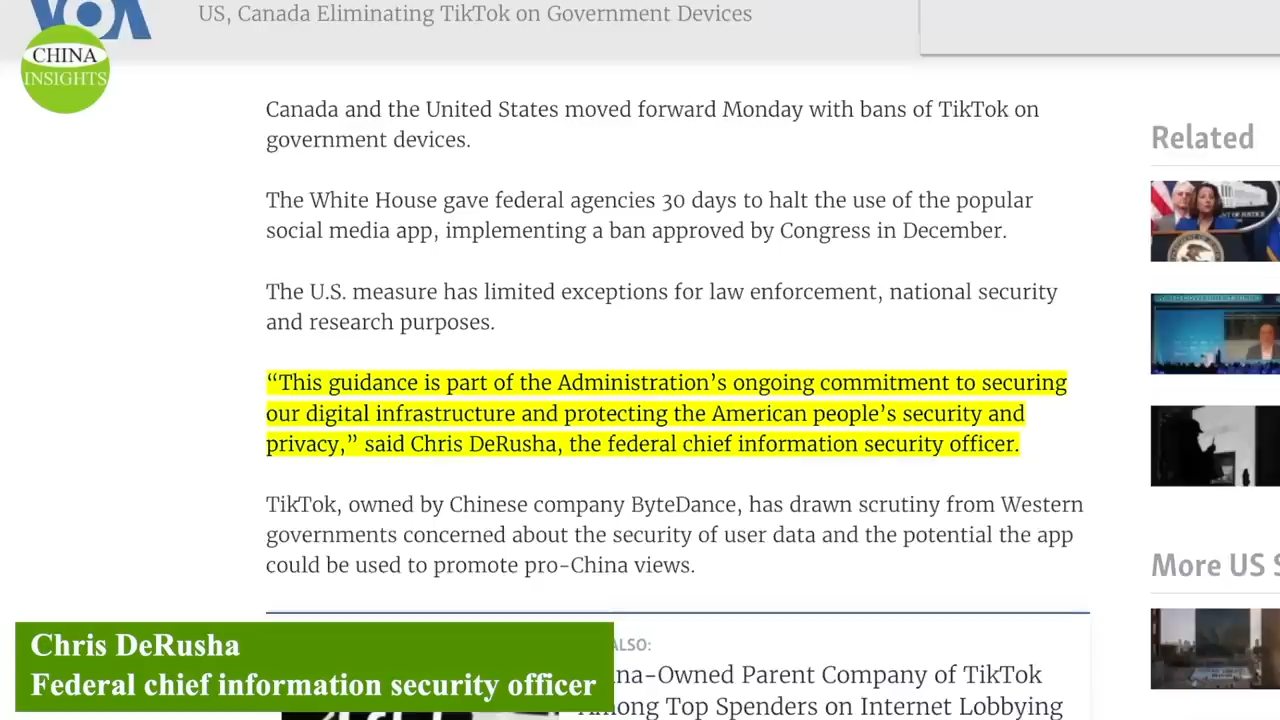 VOA
US, Canada Eliminating TikTok on Government Devices
CHINA
INSIGHTS
Canada and the United States moved forward Monday with bans of TikTok on
government devices.
The White House gave federal agencies 30 days to halt the use of the popular
social media app, implementing a ban approved by Congress in December.
The U.S. measure has limited exceptions for law enforcement, national security
and research purposes.
“This guidance is part of the Administration’s ongoing commitment to securing
our digital infrastructure and protecting the American people’s security and
privacy,” said Chris DeRusha, the federal chief information security officer.
TikTok, owned by Chinese company ByteDance, has drawn scrutiny from Western
governments concerned about the security of user data and the potential the app
could be used to promote pro-China views.
ALSO:
na-Owned Parent Company of TikTok
Among Top Spenders on Internet Lobbying
Related
More US S
Chris DeRusha
Federal chief information security officer